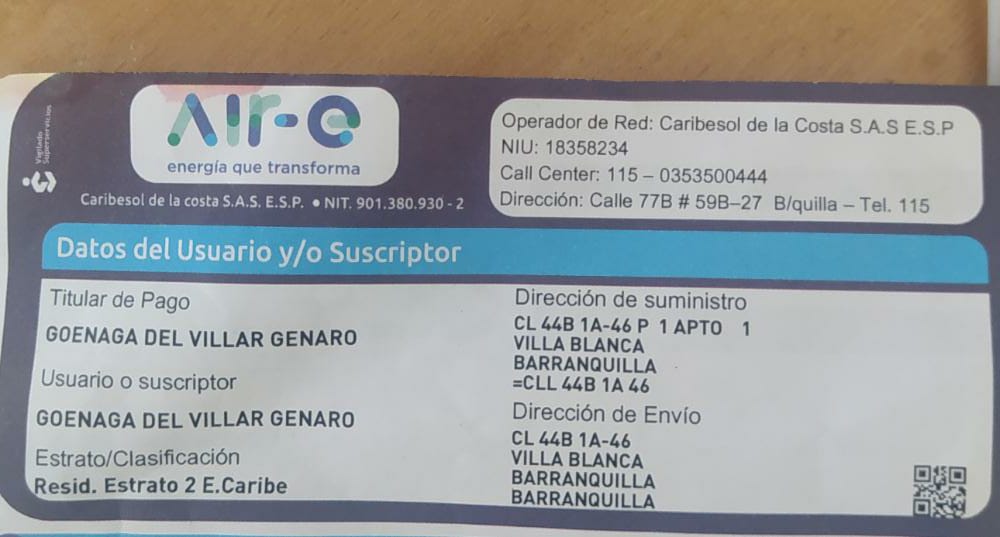 Vigilado
Superservicios
Air-e
energía que transforma
Caribesol de la costa S.A.S. E.S.P. • NIT. 901.380.930 - 2
Operador de Red: Caribesol de la Costa S.A.S E.S.P
NIU: 18358234
Call Center: 115 – 0353500444
Dirección: Calle 77B # 59B–27 B/quilla – Tel. 115
Datos del Usuario y/o Suscriptor
Titular de Pago
GOENAGA DEL VILLAR GENARO
Usuario o suscriptor
GOENAGA DEL VILLAR GENARO
Estrato/Clasificación
Resid. Estrato 2 E.Caribe
Dirección de suministro
CL 44B 1A-46 P 1 APTO 1
VILLA BLANCA
BARRANQUILLA
=CLL 44B 1A 46
Dirección de Envío
CL 44B 1A-46
VILLA BLANCA
BARRANQUILLA
BARRANQUILLA